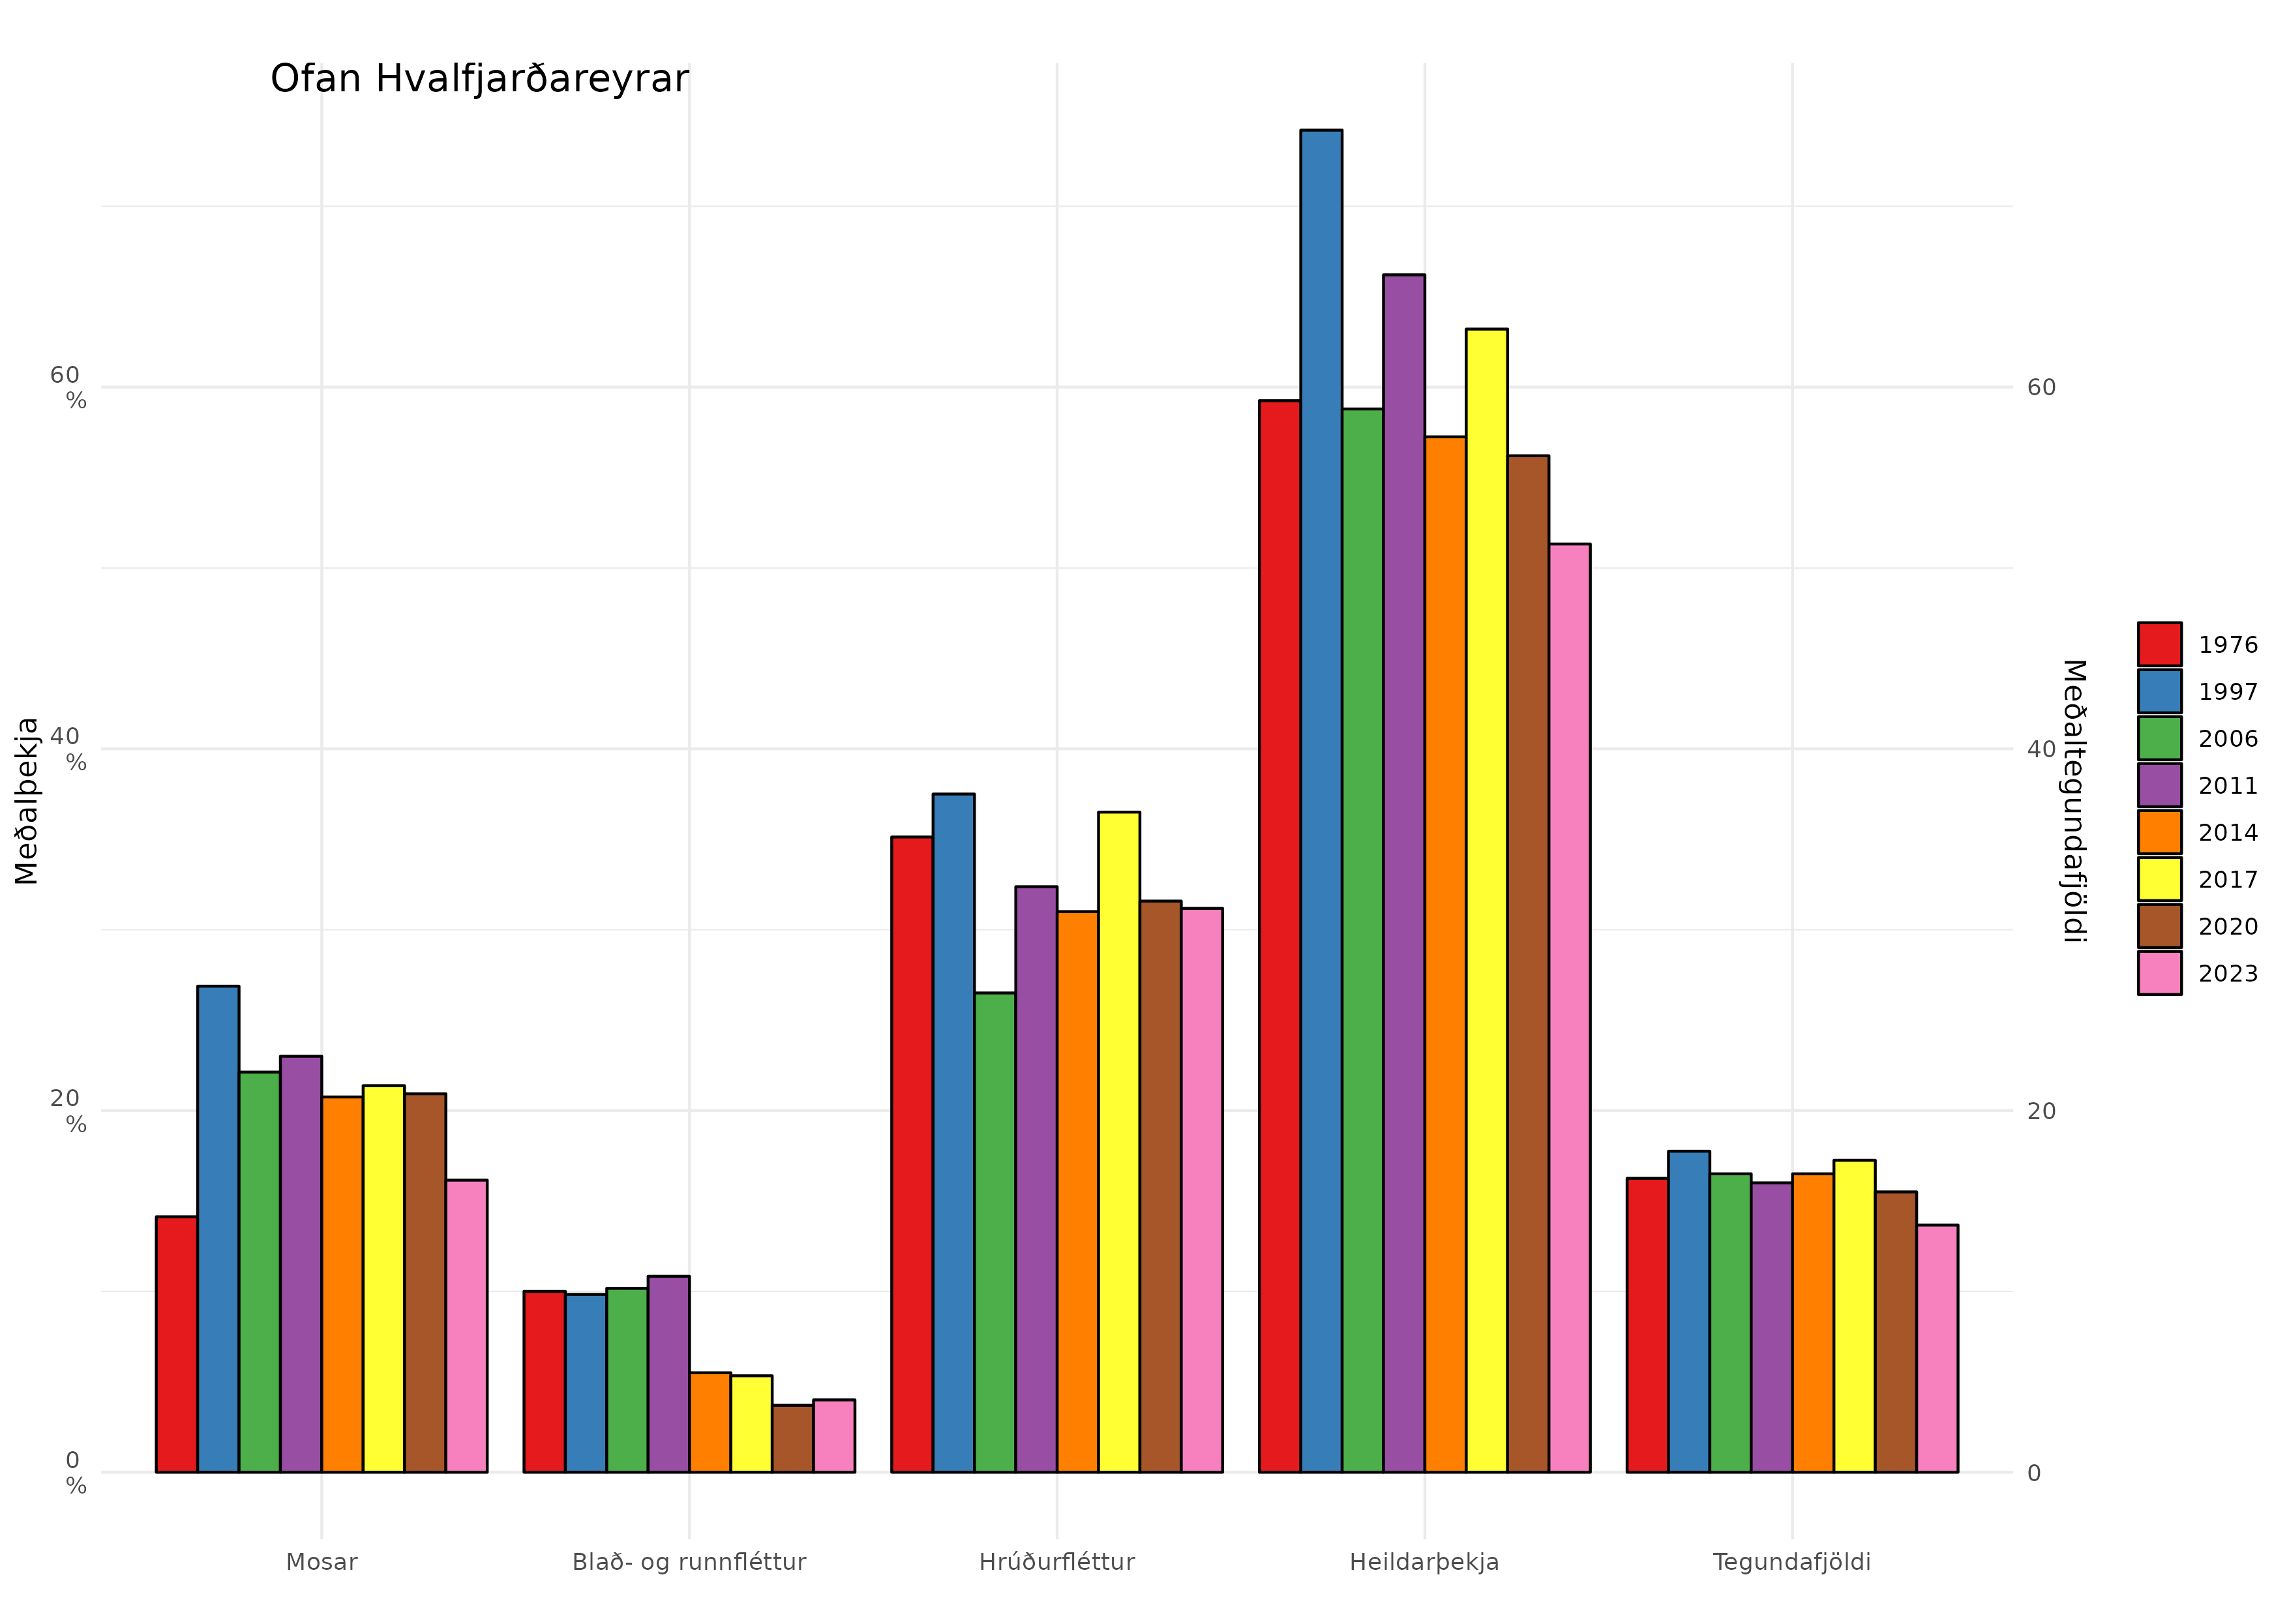 Ofan Hvalfjarðareyrar
Meðalþekja
60
%
40
%
20
%
0
%
60
40
20
0
Meðaltegundafjöldi
1976
1997
2006
2011
2014
2017
2020
2023
Mosar
Blað- og runnfléttur
Hrúðurfléttur
Heildarþekja
Tegundafjöldi